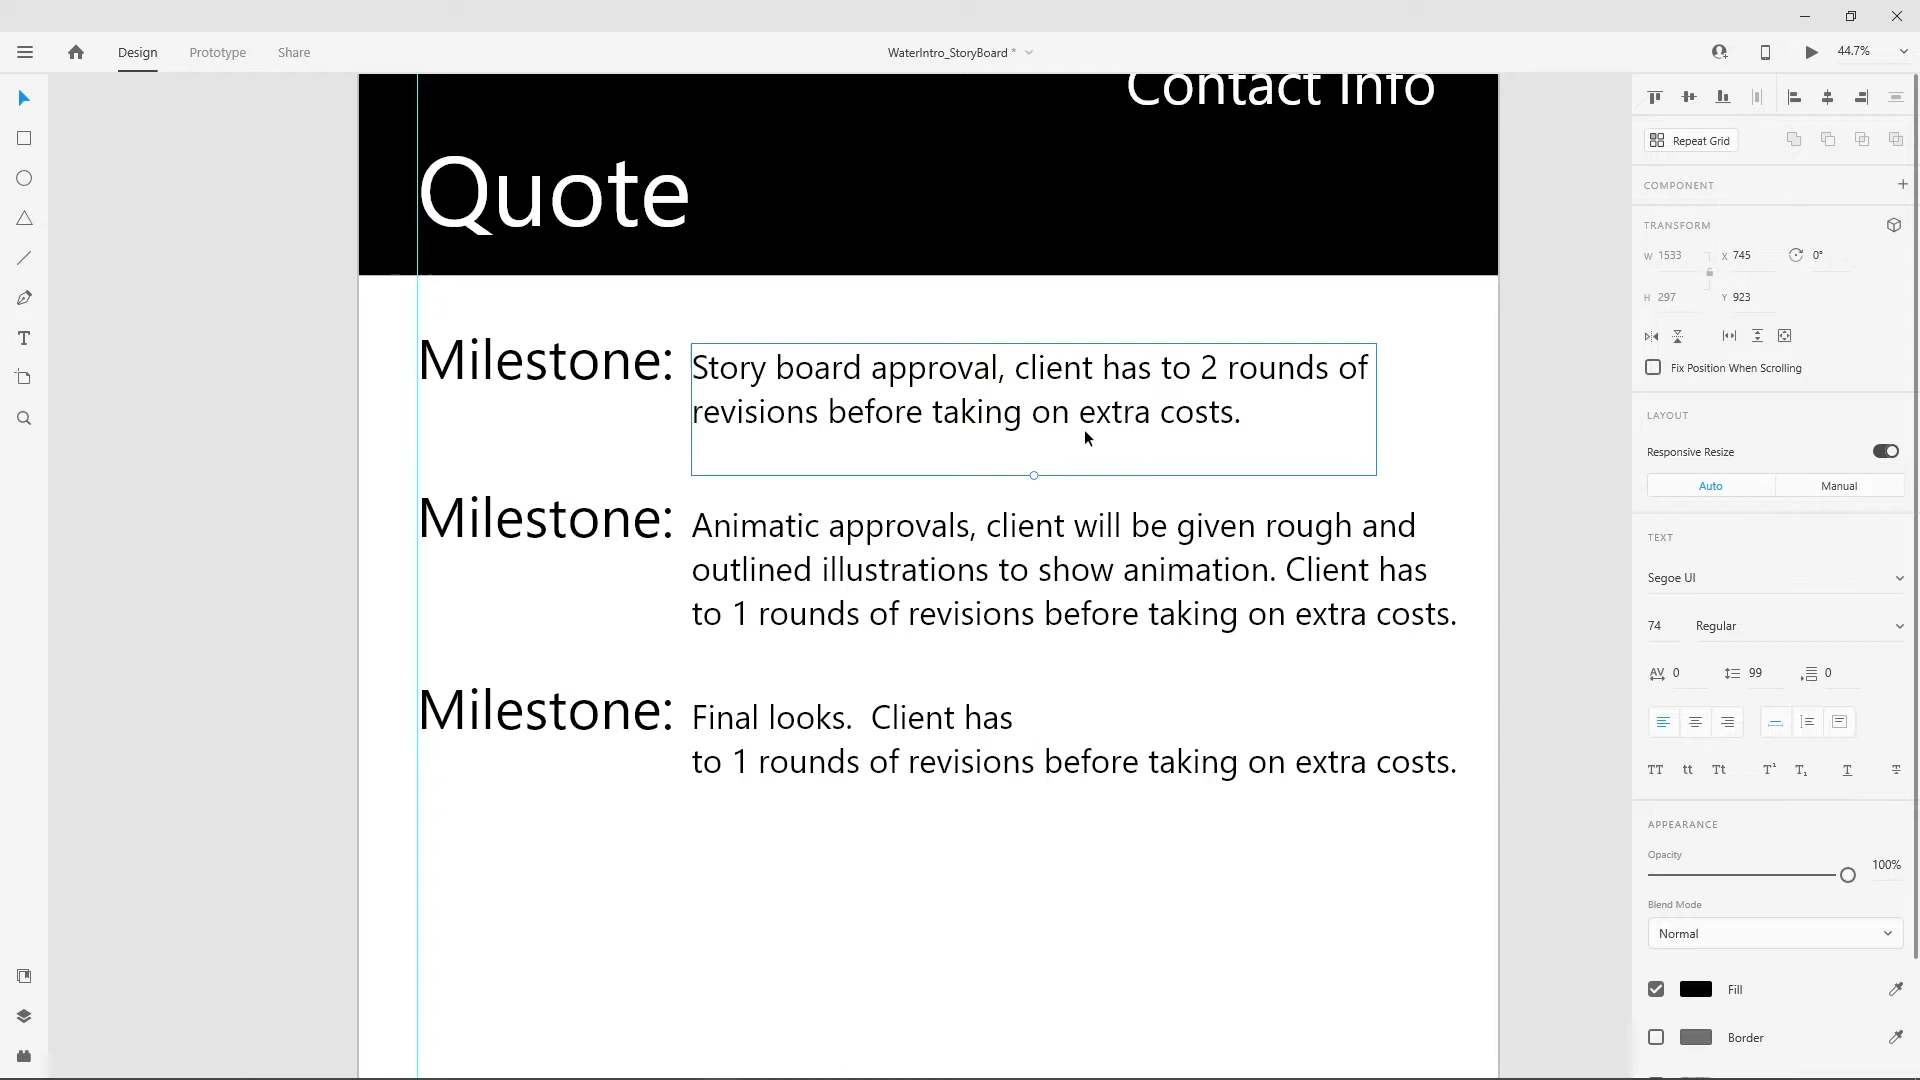 Design Prototype Share WaterIntro_StoryBoard * 44.7%
Contact Info
Quote
Milestone: Story board approval, client has to 2 rounds of
revisions before taking on extra costs.
Milestone: Animatic approvals, client will be given rough and
outlined illustrations to show animation. Client has
to 1 rounds of revisions before taking on extra costs.
Milestone: Final looks.  Client has
to 1 rounds of revisions before taking on extra costs.
Repeat Grid
COMPONENT
TRANSFORM
W 1533 X 745 0°
H 297 Y 923
Fix Position When Scrolling
LAYOUT
Responsive Resize
Auto Manual
TEXT
Segoe UI
74 Regular
AV 0 99 0
TT tt Tt T¹ T, T T
APPEARANCE
Opacity
100%
Blend Mode
Normal
Fill
Border